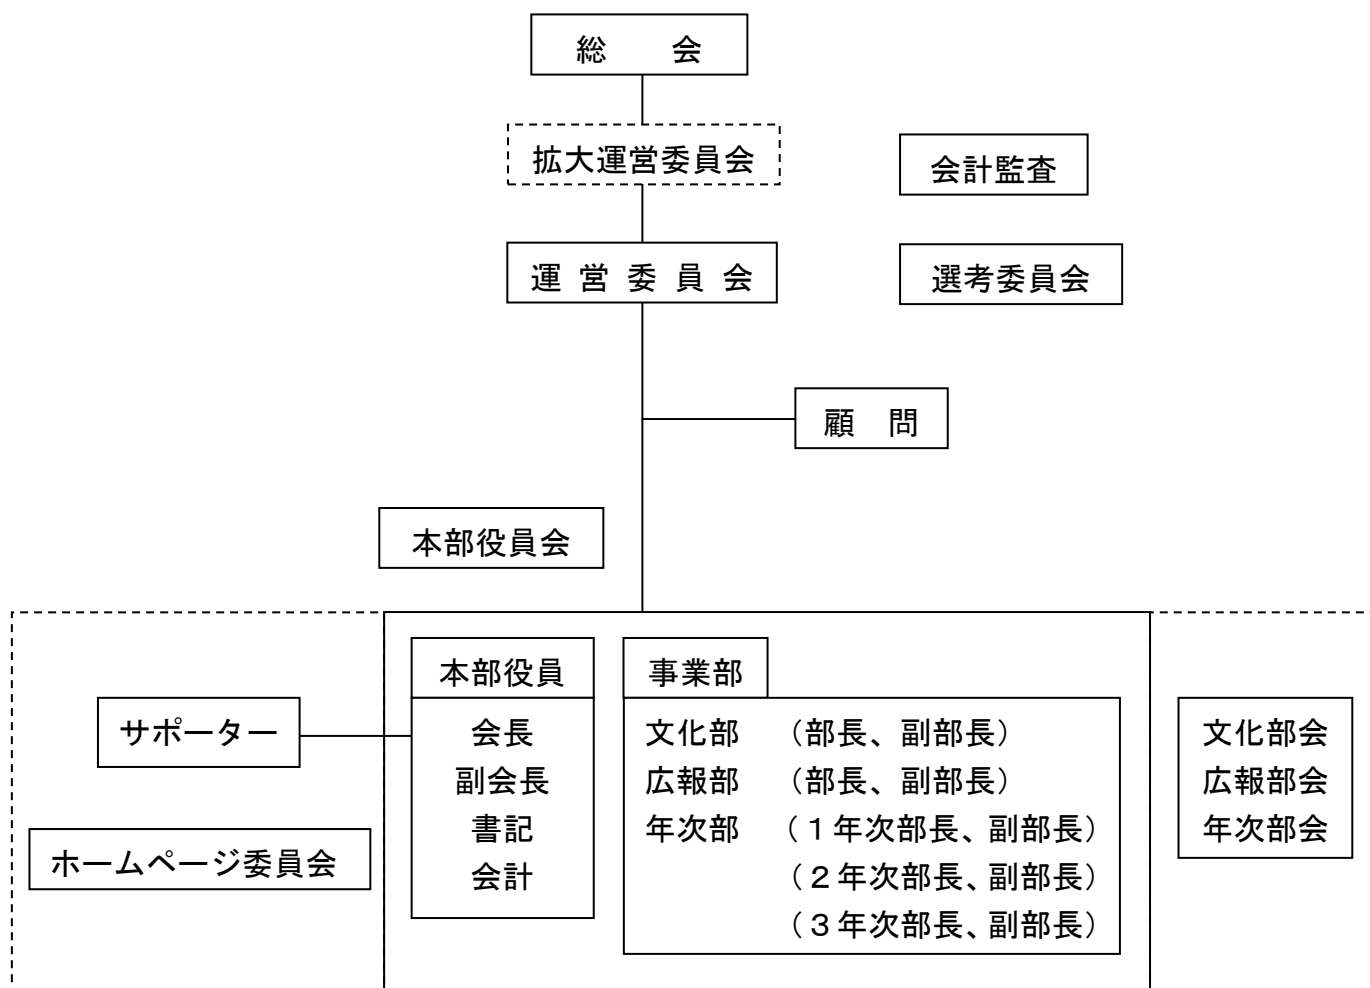 総　　会
拡大運営委員会
会計監査
運 営 委 員 会
選考委員会
顧　問
本部役員会
本部役員
事業部
サポーター
会長
副会長
書記
会計
文化部　（部長、副部長）
広報部　（部長、副部長）
年次部　（１年次部長、副部長）
（２年次部長、副部長）
（３年次部長、副部長）
文化部会
広報部会
年次部会
ホームページ委員会